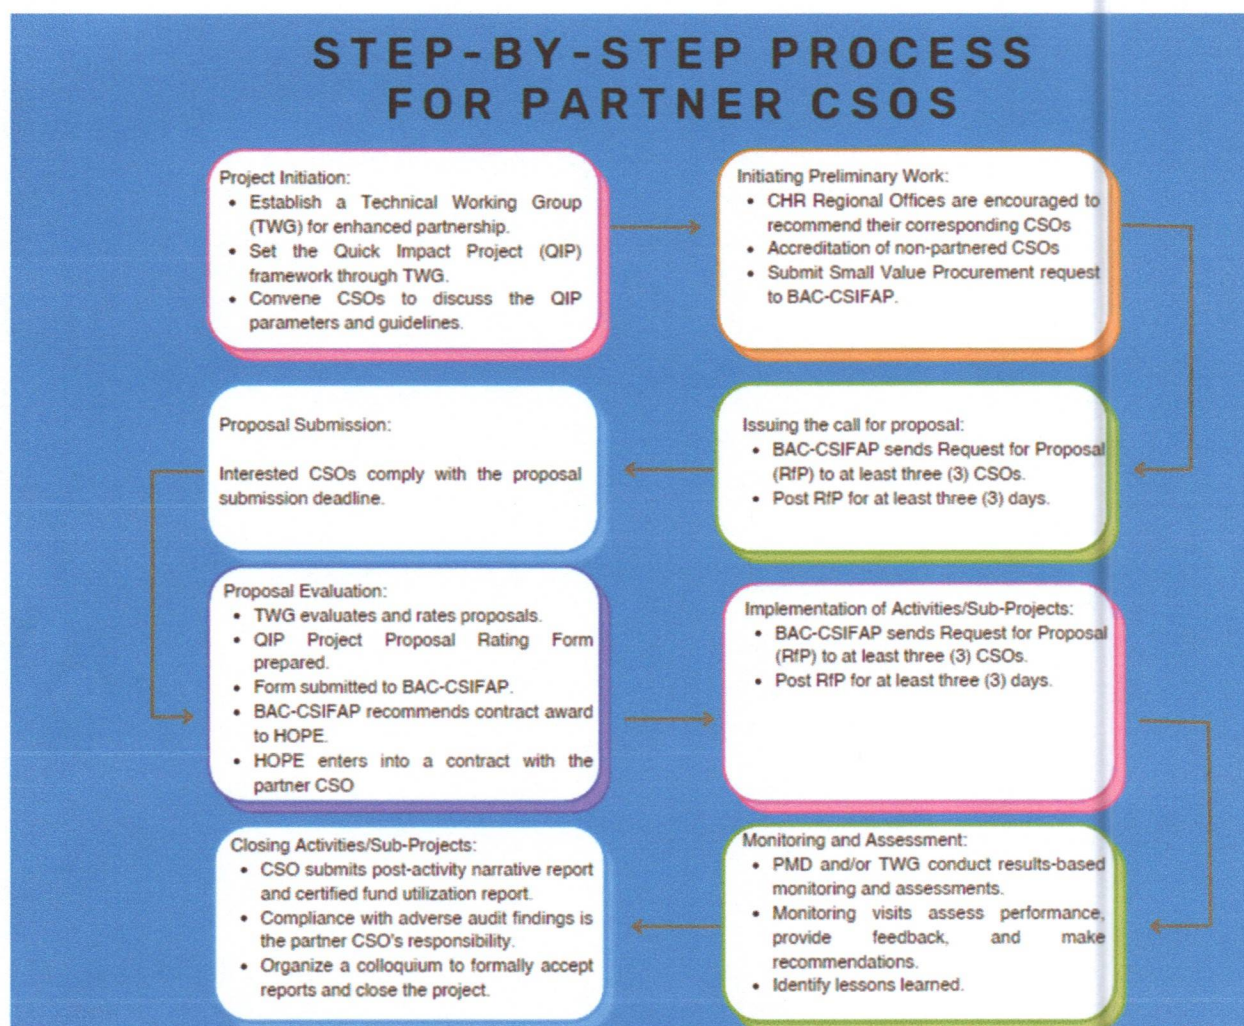 STEP-BY-STEP PROCESS
FOR PARTNER CSOS
Project Initiation:
• Establish a Technical Working Group
(TWG) for enhanced partnership.
• Set the Quick Impact Project (QIP)
framework through TWG.
• Convene CSOs to discuss the QIP
parameters and guidelines.
Initiating Preliminary Work:
• CHR Regional Offices are encouraged to
recommend their corresponding CSOs
• Accreditation of non-partnered CSOs
• Submit Small Value Procurement request
to BAC-CSIFAP.
Issuing the call for proposal:
• BAC-CSIFAP sends Request for Proposal
(RfP) to at least three (3) CSOs.
• Post RfP for at least three (3) days.
Proposal Submission:
Interested CSOs comply with the proposal
submission deadline.
Proposal Evaluation:
• TWG evaluates and rates proposals.
• QIP Project Proposal Rating Form
prepared.
• Form submitted to BAC-CSIFAP.
• BAC-CSIFAP recommends contract award
to HOPE.
• HOPE enters into a contract with the
partner CSO
Implementation of Activities/Sub-Projects:
• BAC-CSIFAP sends Request for Proposal
(RfP) to at least three (3) CSOs.
• Post RfP for at least three (3) days.
Monitoring and Assessment:
• PMD and/or TWG conduct results-based
monitoring and assessments.
• Monitoring visits assess performance,
provide feedback, and make
recommendations.
• Identify lessons learned.
Closing Activities/Sub-Projects:
• CSO submits post-activity narrative report
and certified fund utilization report.
• Compliance with adverse audit findings is
the partner CSO's responsibility.
• Organize a colloquium to formally accept
reports and close the project.